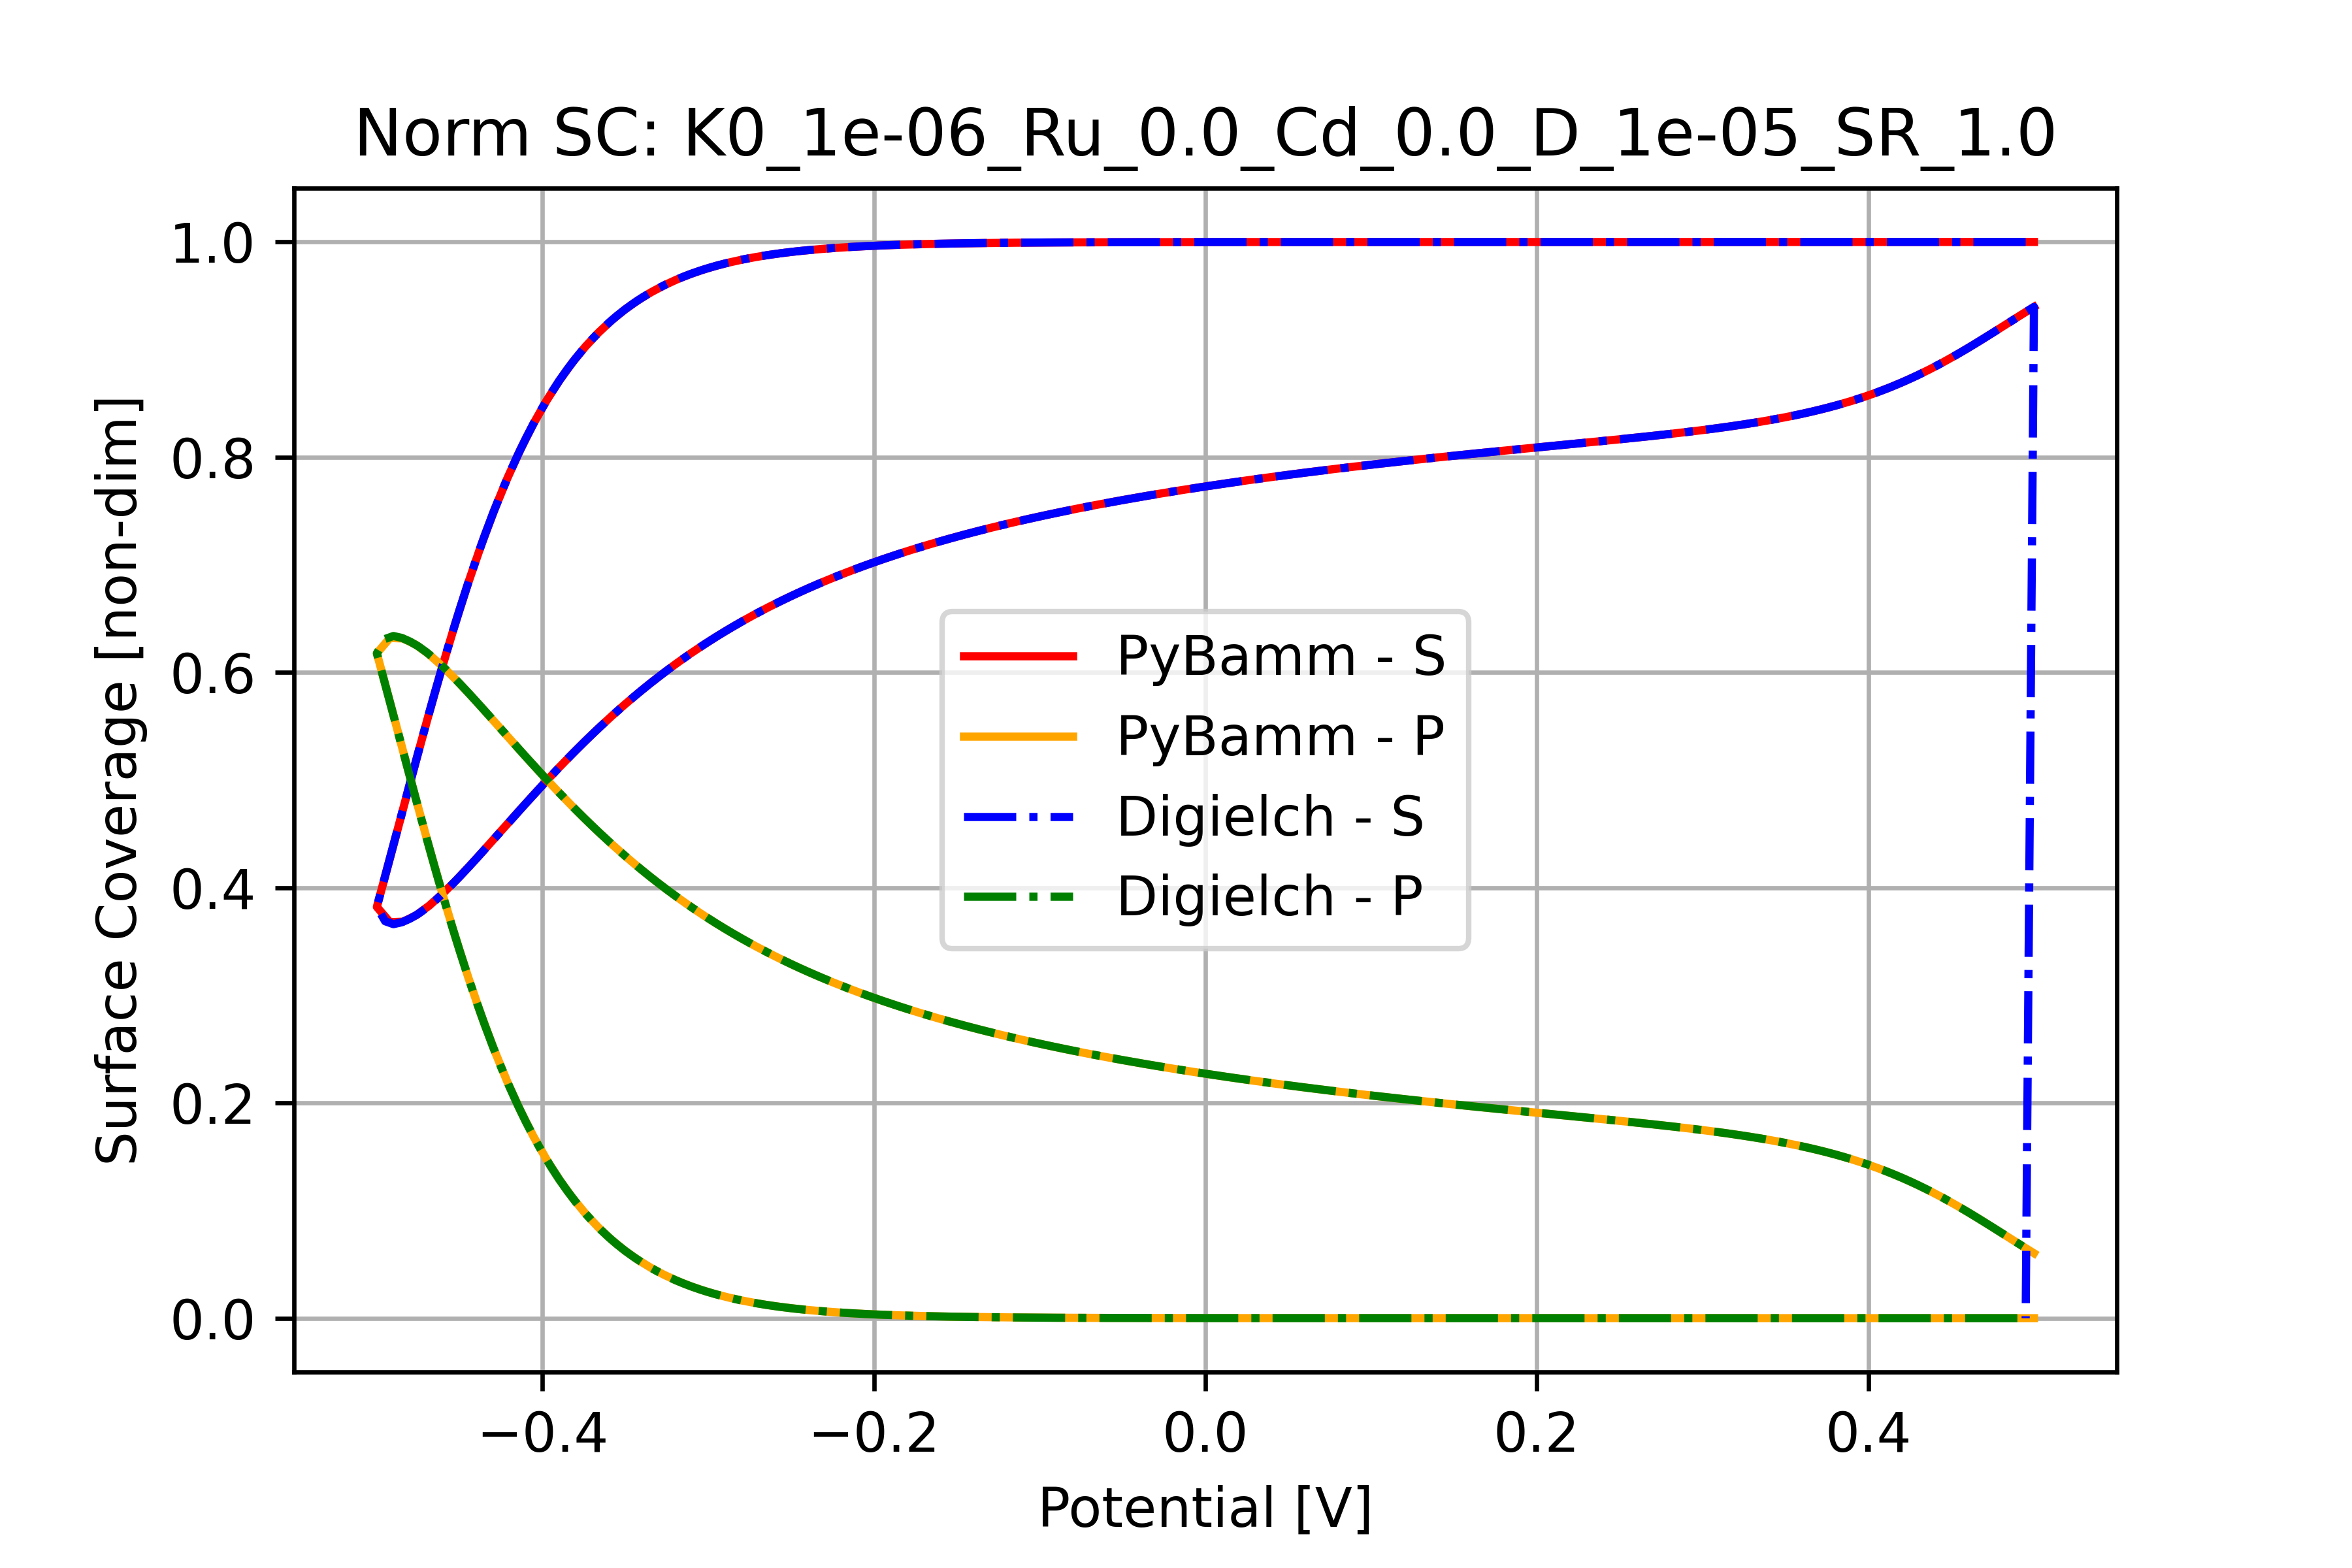 Norm SC: K0_1e-06_Ru_0.0_Cd_0.0_D_1e-05_SR_1.0
Surface Coverage [non-dim]
1.0
0.8
0.6
0.4
0.2
0.0
PyBamm - S
PyBamm - P
Digielch - S
Digielch - P
−0.4 −0.2 0.0 0.2 0.4
Potential [V]